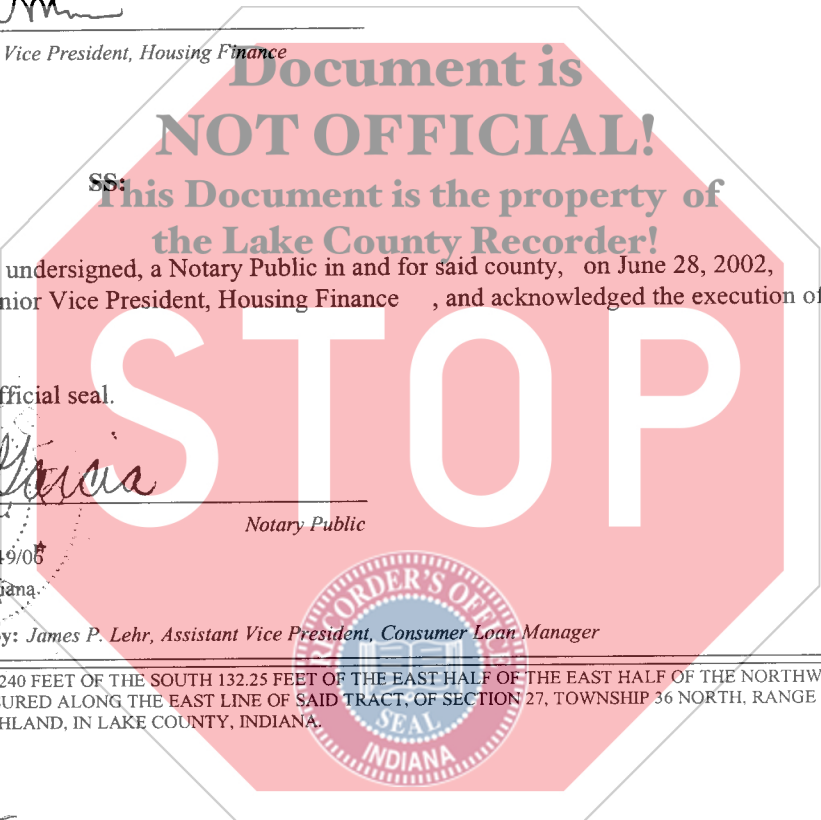 Vice President, Housing Finance
Document is
NOT OFFICIAL!
SS:
This Document is the property of
the Lake County Recorder!
undersigned, a Notary Public in and for said county, on June 28, 2002,
nior Vice President, Housing Finance , and acknowledged the execution of
STOP
fficial seal.
Garcia
Notary Public
19/06
iana.
RECORDER'S OFFICE
y: James P. Lehr, Assistant Vice President, Consumer Loan Manager
240 FEET OF THE SOUTH 132.25 FEET OF THE EAST HALF OF THE EAST HALF OF THE NORTHW
URED ALONG THE EAST LINE OF SAID TRACT, OF SECTION 27, TOWNSHIP 36 NORTH, RANGE
HLAND, IN LAKE COUNTY, INDIANA.
SEAL
INDIANA